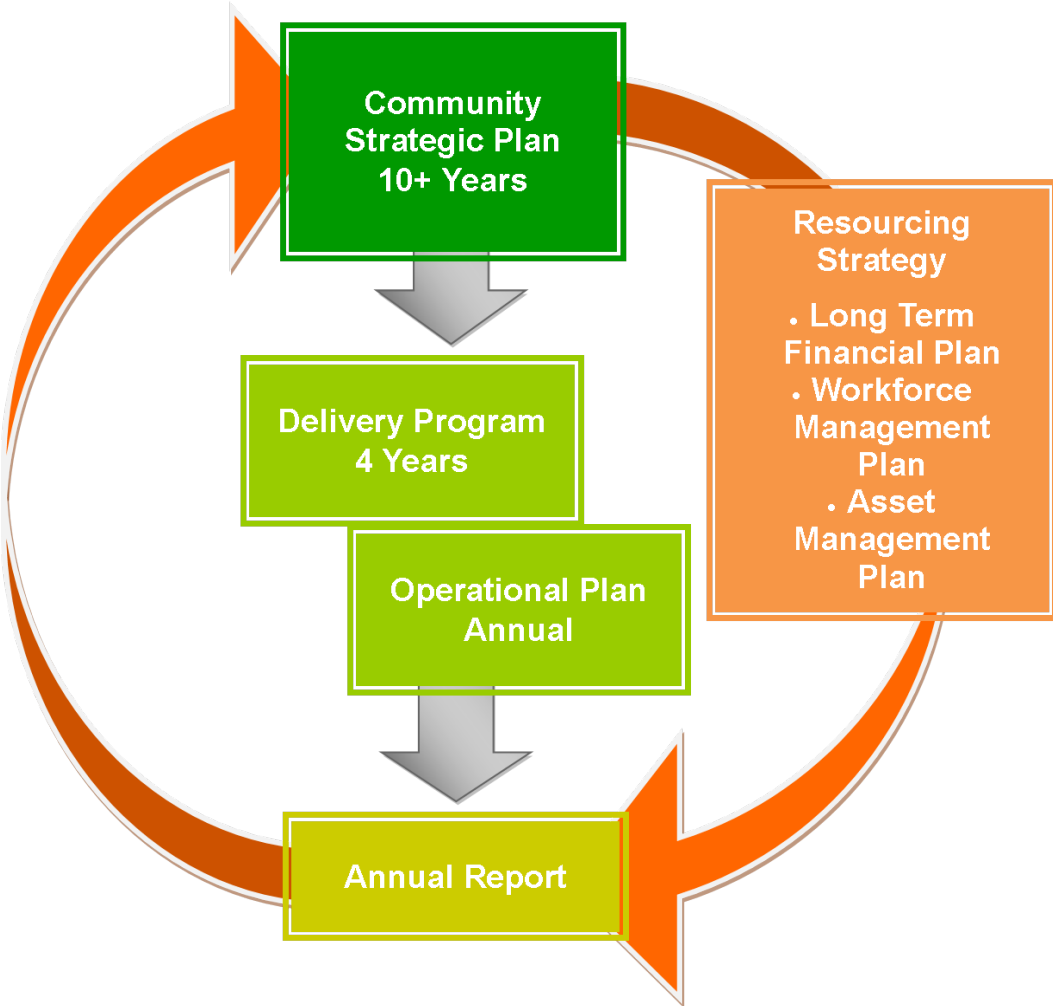 Community
Strategic Plan
10+ Years
Resourcing
Strategy
• Long Term
Financial Plan
• Workforce
Management
Plan
• Asset
Management
Plan
Delivery Program
4 Years
Operational Plan
Annual
Annual Report